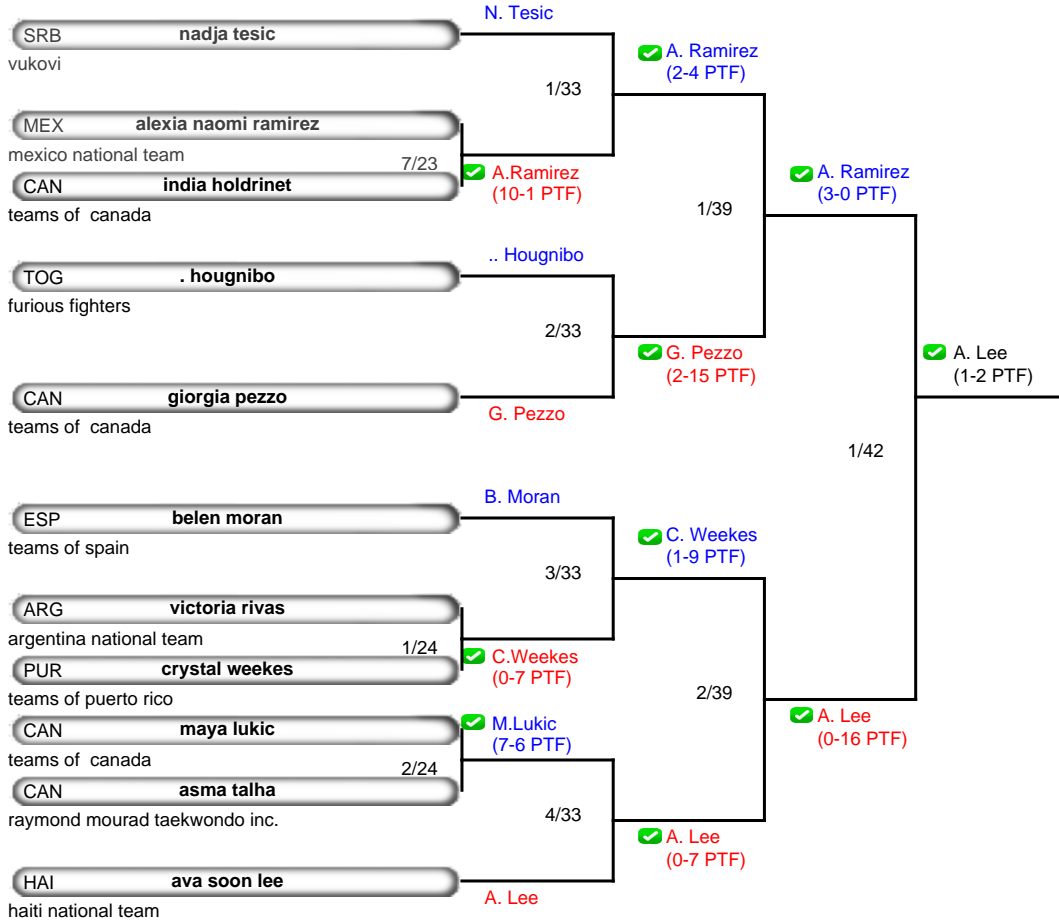 N. Tesic
SRB nadja tesic
vukovi
A. Ramirez
(2-4 PTF)
1/33
MEX alexia naomi ramirez
mexico national team
7/23
A.Ramirez
(10-1 PTF)
CAN india holdrinet
teams of  canada
A. Ramirez
(3-0 PTF)
1/39
.. Hougnibo
TOG . hougnibo
furious fighters
2/33
G. Pezzo
(2-15 PTF)
A. Lee
(1-2 PTF)
CAN giorgia pezzo
teams of  canada
G. Pezzo
1/42
B. Moran
ESP belen moran
teams of spain
C. Weekes
(1-9 PTF)
3/33
ARG victoria rivas
argentina national team
1/24
C.Weekes
(0-7 PTF)
PUR crystal weekes
teams of puerto rico
2/39
A. Lee
(0-16 PTF)
CAN maya lukic
teams of  canada
M.Lukic
(7-6 PTF)
2/24
CAN asma talha
raymond mourad taekwondo inc.
4/33
A. Lee
(0-7 PTF)
HAI ava soon lee
haiti national team
A. Lee